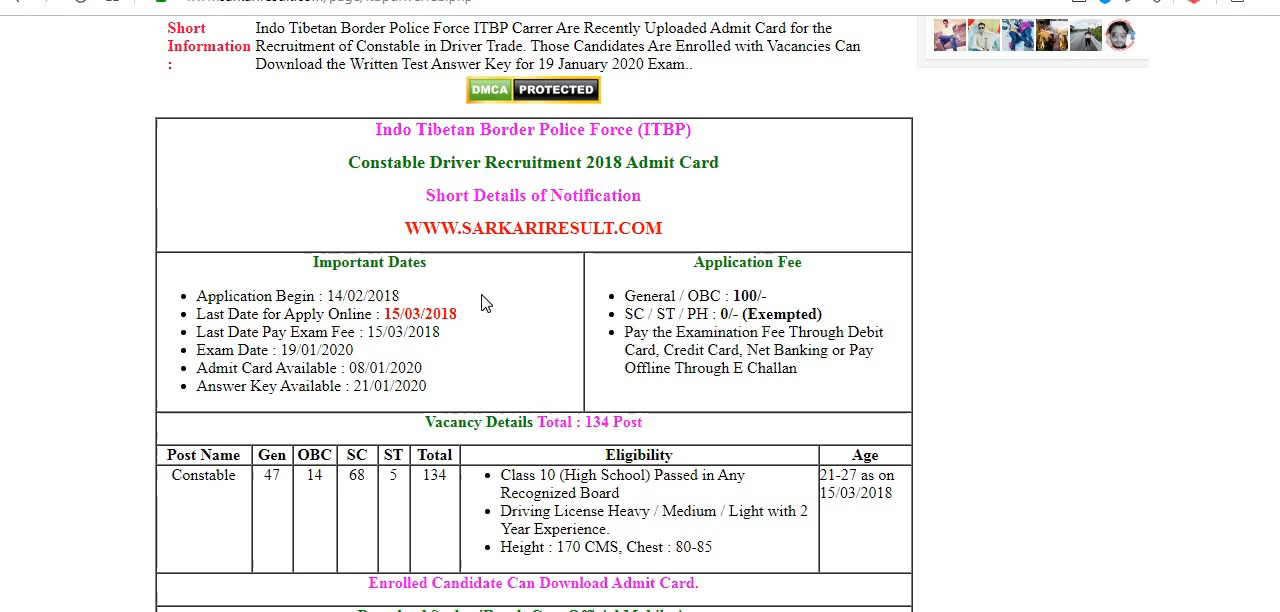 Short Information : Indo Tibetan Border Police Force ITBP Carrer Are Recently Uploaded Admit Card for the
Recruitment of Constable in Driver Trade. Those Candidates Are Enrolled with Vacancies Can
Download the Written Test Answer Key for 19 January 2020 Exam..
DMCA PROTECTED
Indo Tibetan Border Police Force (ITBP)
Constable Driver Recruitment 2018 Admit Card
Short Details of Notification
WWW.SARKARIRESULT.COM
Important Dates
Application Begin : 14/02/2018
Last Date for Apply Online : 15/03/2018
Last Date Pay Exam Fee : 15/03/2018
Exam Date : 19/01/2020
Admit Card Available : 08/01/2020
Answer Key Available : 21/01/2020
Application Fee
General / OBC : 100/-
SC / ST / PH : 0/- (Exempted)
Pay the Examination Fee Through Debit
Card, Credit Card, Net Banking or Pay
Offline Through E Challan
Vacancy Details Total : 134 Post
Post Name Gen OBC SC ST Total Eligibility Age
Constable 47 14 68 5 134
Class 10 (High School) Passed in Any
Recognized Board
Driving License Heavy / Medium / Light with 2
Year Experience.
Height : 170 CMS, Chest : 80-85
21-27 as on
15/03/2018
Enrolled Candidate Can Download Admit Card.